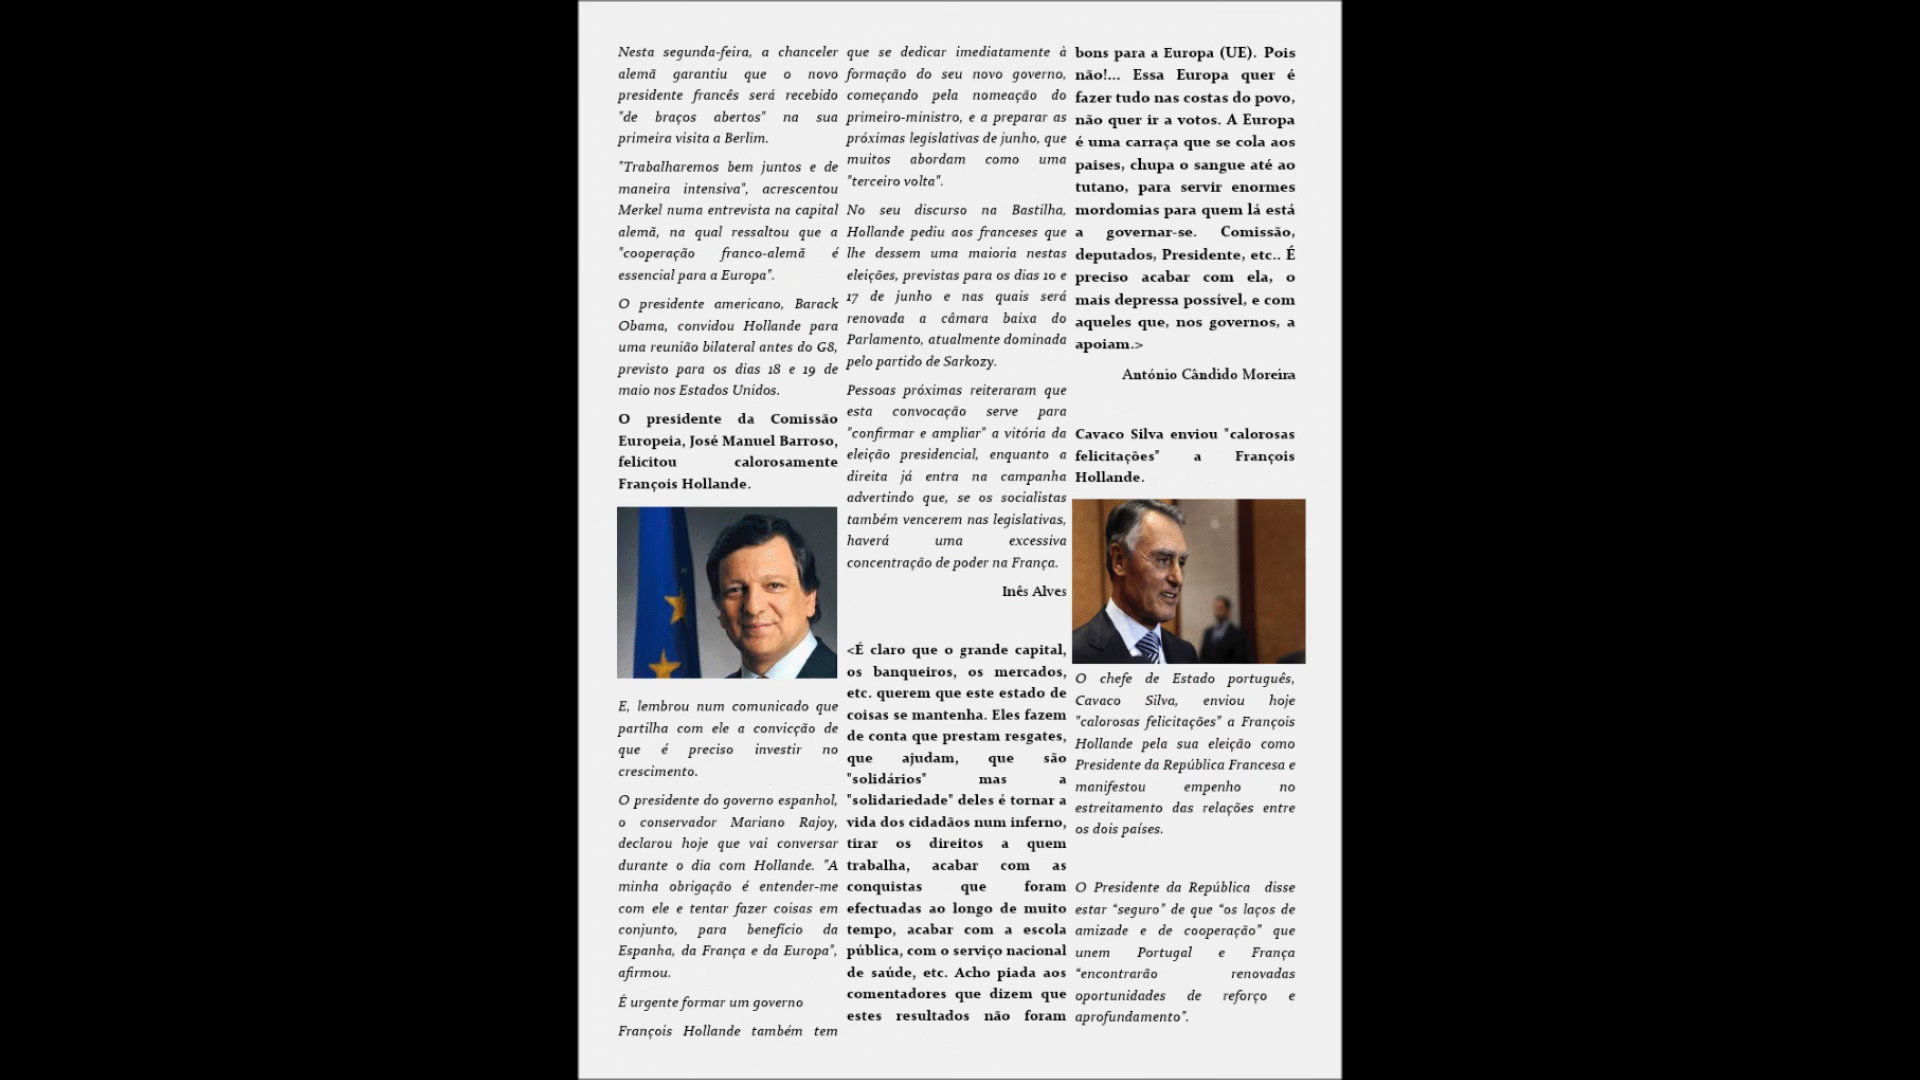 Nesta segunda-feira, a chanceler
alemã garantiu que o novo
presidente francês será recebido
"de braços abertos" na sua
primeira visita a Berlim.
"Trabalharemos bem juntos e de
maneira intensiva", acrescentou
Merkel numa entrevista na capital
alemã, na qual ressaltou que a
"cooperação franco-alemã é
essencial para a Europa".
O presidente americano, Barack
Obama, convidou Hollande para
uma reunião bilateral antes do G8,
previsto para os dias 18 e 19 de
maio nos Estados Unidos.
O presidente da Comissão
Europeia, José Manuel Barroso,
felicitou calorosamente
François Hollande.
E, lembrou num comunicado que
partilha com ele a convicção de
que é preciso investir no
crescimento.
O presidente do governo espanhol,
o conservador Mariano Rajoy,
declarou hoje que vai conversar
durante o dia com Hollande. "A
minha obrigação é entender-me
com ele e tentar fazer coisas em
conjunto, para benefício da
Espanha, da França e da Europa",
afirmou.
É urgente formar um governo
François Hollande também tem
que se dedicar imediatamente à
formação do seu novo governo,
começando pela nomeação do
primeiro-ministro, e a preparar as
próximas legislativas de junho, que
muitos abordam como uma
"terceiro volta".
No seu discurso na Bastilha,
Hollande pediu aos franceses que
lhe dessem uma maioria nestas
eleições, previstas para os dias 10 e
17 de junho e nas quais será
renovada a câmara baixa do
Parlamento, atualmente dominada
pelo partido de Sarkozy.
Pessoas próximas reiteraram que
esta convocação serve para
"confirmar e ampliar" a vitória da
eleição presidencial, enquanto a
direita já entra na campanha
advertindo que, se os socialistas
também vencerem nas legislativas,
haverá uma excessiva
concentração de poder na França.
Inês Alves
<É claro que o grande capital,
os banqueiros, os mercados,
etc. querem que este estado de
coisas se mantenha. Eles fazem
de conta que prestam resgates,
que ajudam, que são
"solidários" mas a
"solidariedade" deles é tornar a
vida dos cidadãos num inferno,
tirar os direitos a quem
trabalha, acabar com as
conquistas que foram
efectuadas ao longo de muito
tempo, acabar com a escola
pública, com o serviço nacional
de saúde, etc. Acho piada aos
comentadores que dizem que
estes resultados não foram
bons para a Europa (UE). Pois
não!... Essa Europa quer é
fazer tudo nas costas do povo,
não quer ir a votos. A Europa
é uma carraça que se cola aos
paises, chupa o sangue até ao
tutano, para servir enormes
mordomias para quem lá está
a governar-se. Comissão,
deputados, Presidente, etc.. É
preciso acabar com ela, o
mais depressa possível, e com
aqueles que, nos governos, a
apoiam.>
António Cândido Moreira
Cavaco Silva enviou "calorosas
felicitações" a François
Hollande.
O chefe de Estado português,
Cavaco Silva, enviou hoje
"calorosas felicitações" a François
Hollande pela sua eleição como
Presidente da República Francesa e
manifestou empenho no
estreitamento das relações entre
os dois países.
O Presidente da República disse
estar “seguro” de que “os laços de
amizade e de cooperação” que
unem Portugal e França
“encontrarão renovadas
oportunidades de reforço e
aprofundamento”.